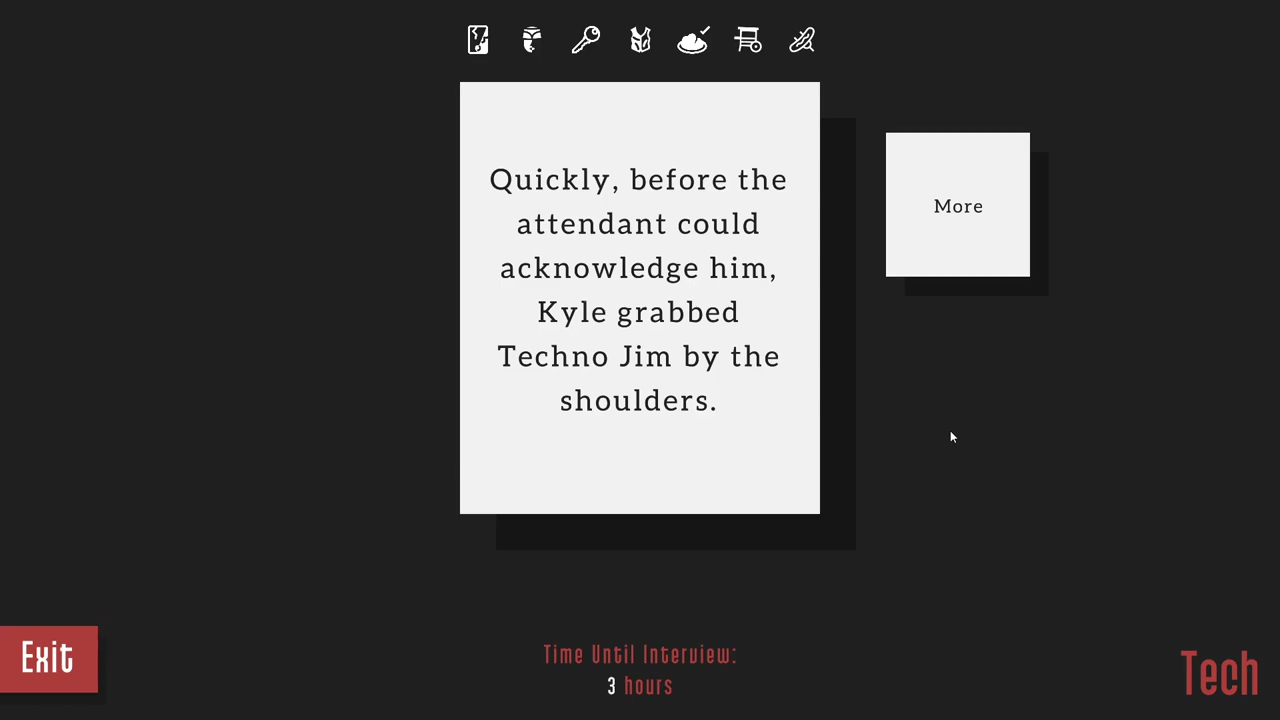 Quickly, before the
attendant could
acknowledge him,
Kyle grabbed
Techno Jim by the
shoulders.
More
Exit
Time Until Interview:
3 hours
Tech